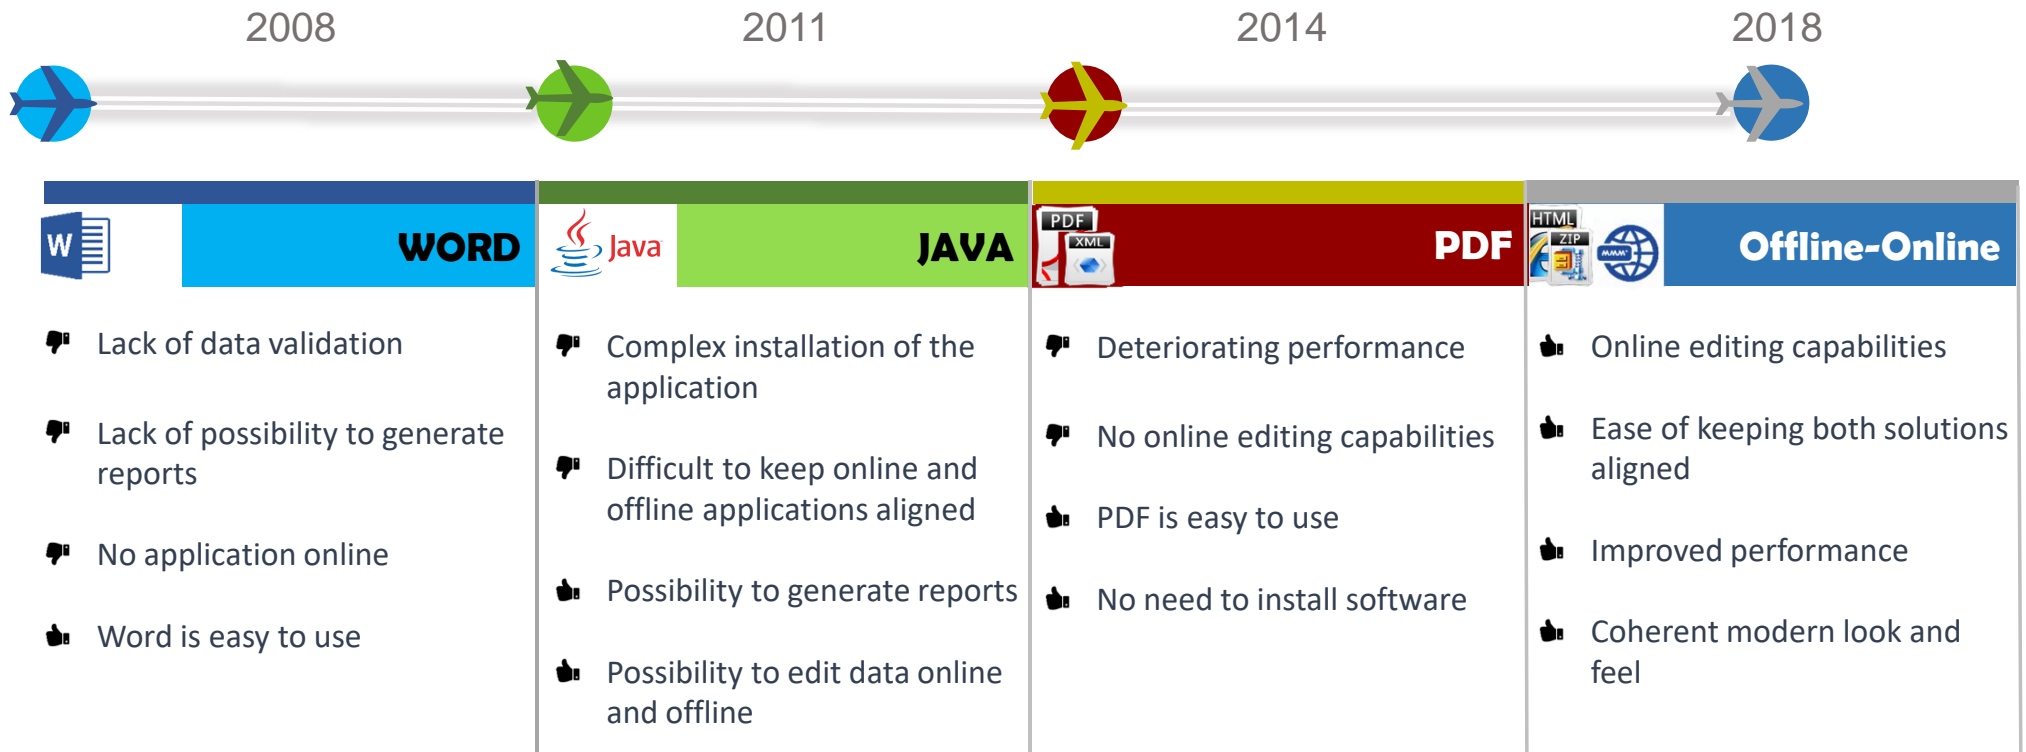 2008
2011
2014
2018
W
WORD
Java
JAVA
PDF
XML
PDF
HTML
ZIP
MMM
Offline-Online
Lack of data validation
Lack of possibility to generate
reports
No application online
Word is easy to use
Complex installation of the
application
Difficult to keep online and
offline applications aligned
Possibility to generate reports
Possibility to edit data online
and offline
Deteriorating performance
No online editing capabilities
PDF is easy to use
No need to install software
Online editing capabilities
Ease of keeping both solutions
aligned
Improved performance
Coherent modern look and
feel